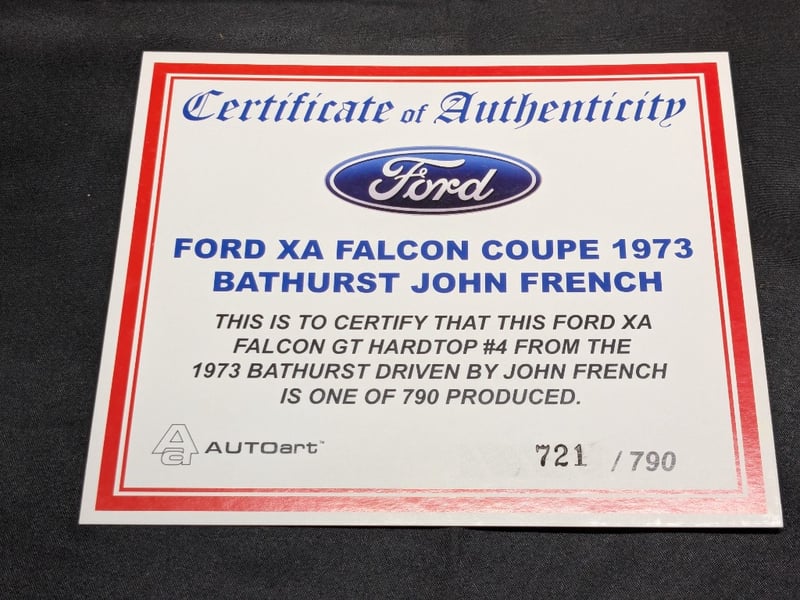 Certificate of Authenticity
Ford
FORD XA FALCON COUPE 1973
BATHURST JOHN FRENCH
THIS IS TO CERTIFY THAT THIS FORD XA
FALCON GT HARDTOP #4 FROM THE
1973 BATHURST DRIVEN BY JOHN FRENCH
IS ONE OF 790 PRODUCED.
Aa AUTOart™ 721 / 790